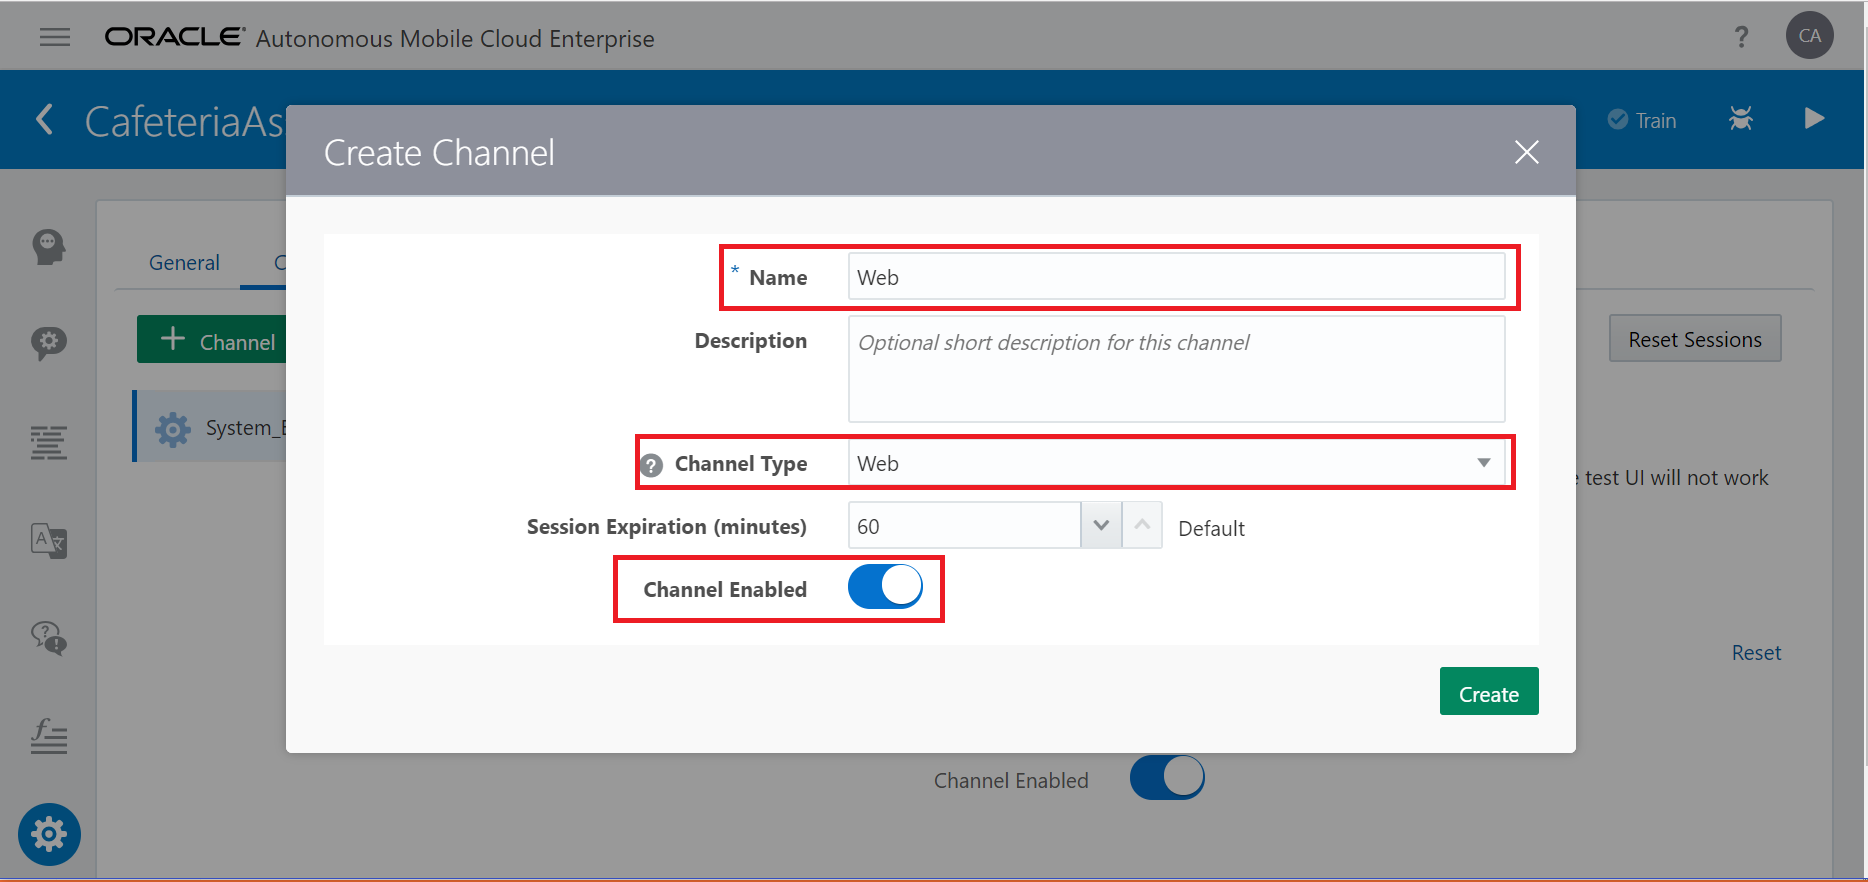 ORACLE® Autonomous Mobile Cloud Enterprise
? CA
CafeteriaAs
Train
Create Channel
General
* Name Web
Channel
Description Optional short description for this channel
Reset Sessions
System_
? Channel Type Web
test UI will not work
Session Expiration (minutes) 60 Default
Channel Enabled
Reset
Create
Channel Enabled